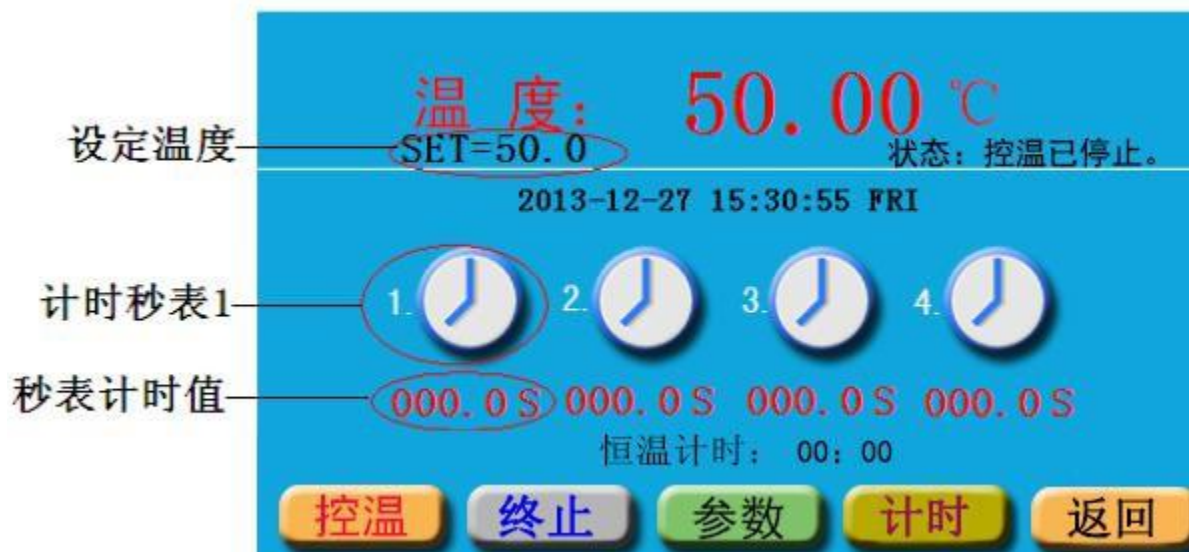 温 度: 50.00 ℃
设定温度
SET=50.0
状态: 控温已停止。
2013-12-27 15:30:55 FRI
计时秒表1
1. 2. 3. 4.
秒表计时值
000.0S 000.0S 000.0S 000.0S
恒温计时: 00: 00
控温 终止 参数 计时 返回